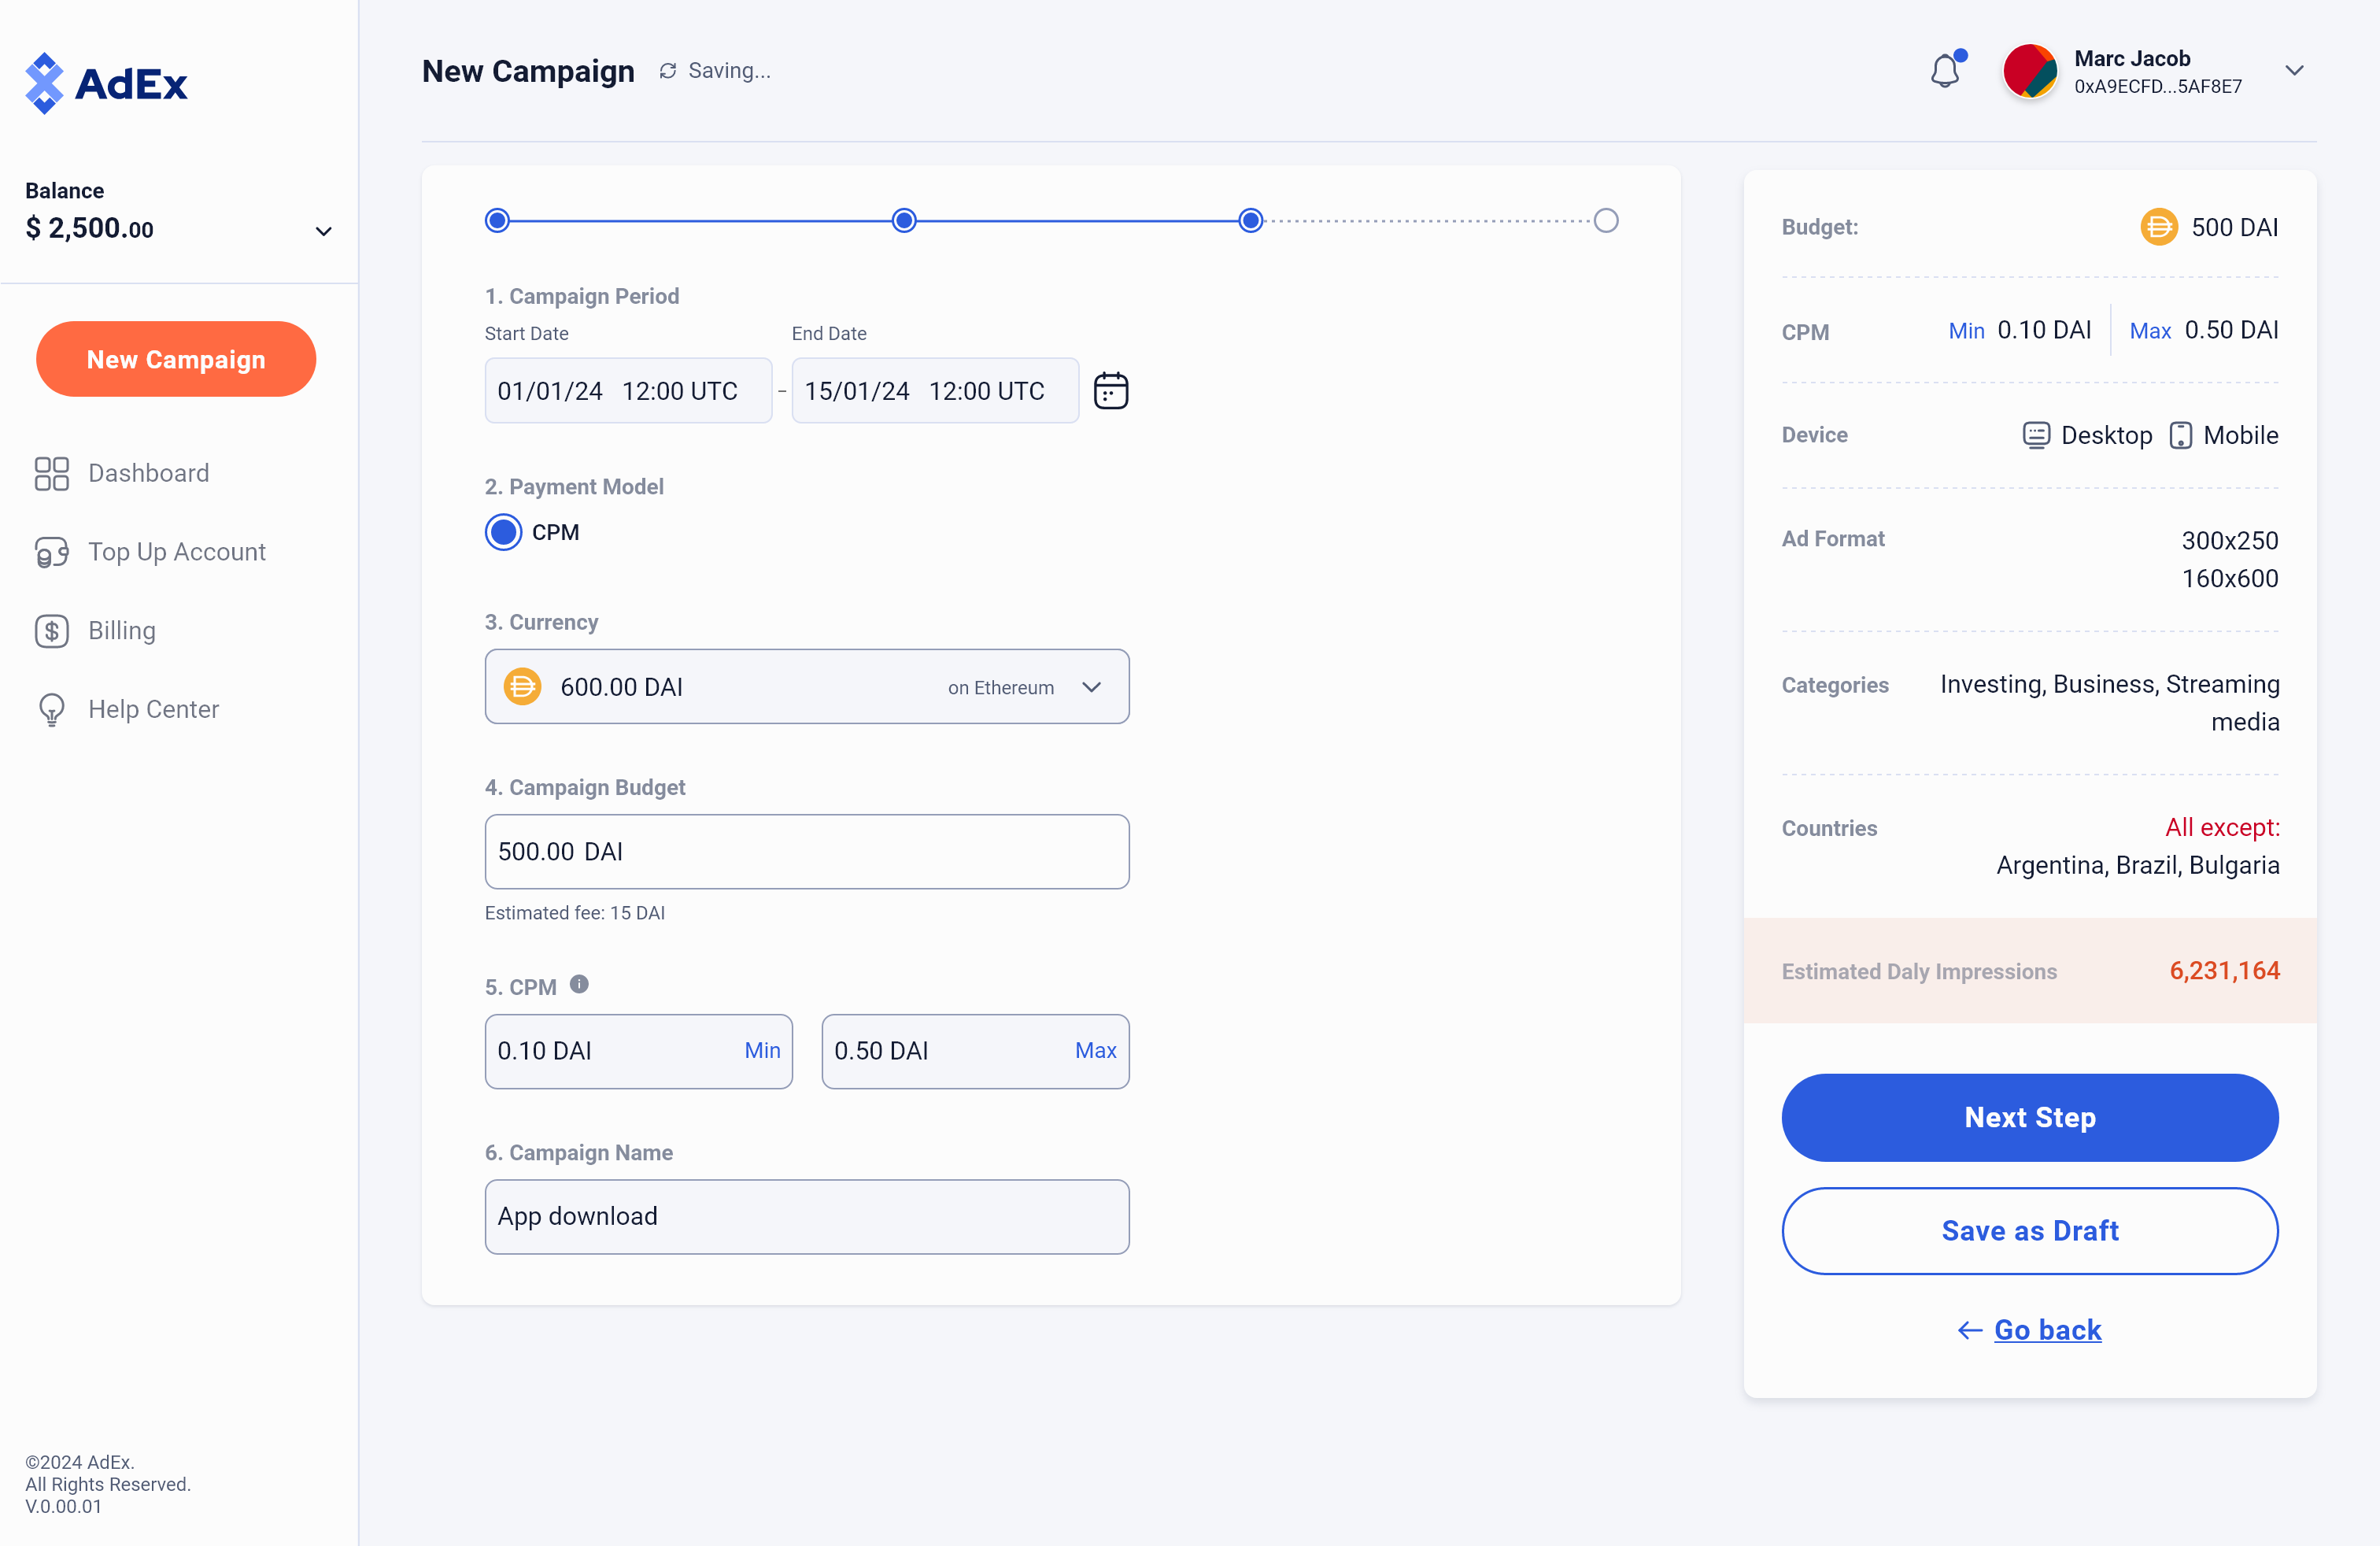 AdEx
Balance
$ 2,500.00
New Campaign
Dashboard
Top Up Account
$ Billing
Help Center
©2024 AdEx.
All Rights Reserved.
V.0.00.01
New Campaign Saving...
Marc Jacob
0xA9ECFD...5AF8E7
1. Campaign Period
Start Date End Date
01/01/24 12:00 UTC - 15/01/24 12:00 UTC
2. Payment Model
CPM
3. Currency
600.00 DAI on Ethereum
4. Campaign Budget
500.00 DAI
Estimated fee: 15 DAI
5. CPM i
0.10 DAI Min 0.50 DAI Max
6. Campaign Name
App download
Budget: 500 DAI
CPM Min 0.10 DAI Max 0.50 DAI
Device Desktop Mobile
Ad Format 300x250
160x600
Categories Investing, Business, Streaming
media
Countries All except:
Argentina, Brazil, Bulgaria
Estimated Daly Impressions 6,231,164
Next Step
Save as Draft
Go back